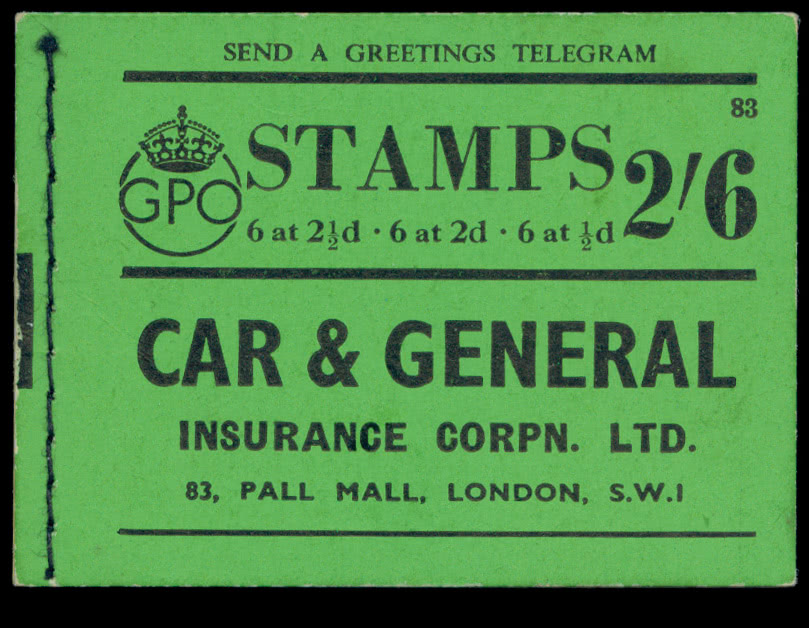 SEND A GREETINGS TELEGRAM
83
GPO
STAMPS 2/6
6 at 2½d · 6 at 2d · 6 at ½d
CAR & GENERAL
INSURANCE CORPN. LTD.
83, PALL MALL, LONDON, S.W.1